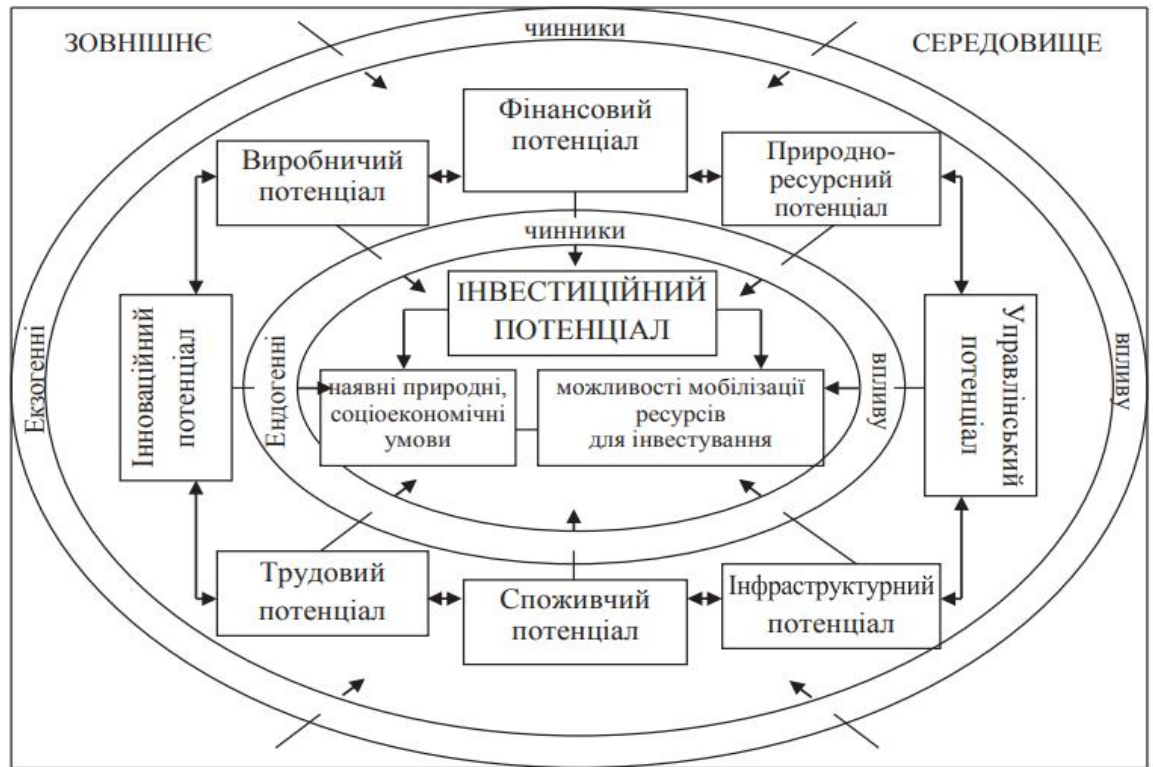 ЗОВНІШНЄ
чинники
СЕРЕДОВИЩЕ
Фінансовий
потенціал
Виробничий
потенціал
Природно-
ресурсний
потенціал
чинники
ІНВЕСТИЦІЙНИЙ
ПОТЕНЦІАЛ
Екзогенні
Інноваційний
потенціал
Ендогенні
наявні природні,
соціоекономічні
умови
можливості мобілізації
ресурсів
для інвестування
впливу
Управлінський
потенціал
впливу
Трудовий
потенціал
Споживчий
потенціал
Інфраструктурний
потенціал